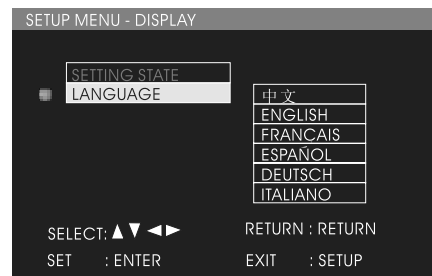 SETUP MENU - DISPLAY
SETTING STATE
LANGUAGE
中文
ENGLISH
FRANCAIS
ESPAÑOL
DEUTSCH
ITALIANO
SELECT: ▲▼◀▶ RETURN : RETURN
SET : ENTER EXIT : SETUP